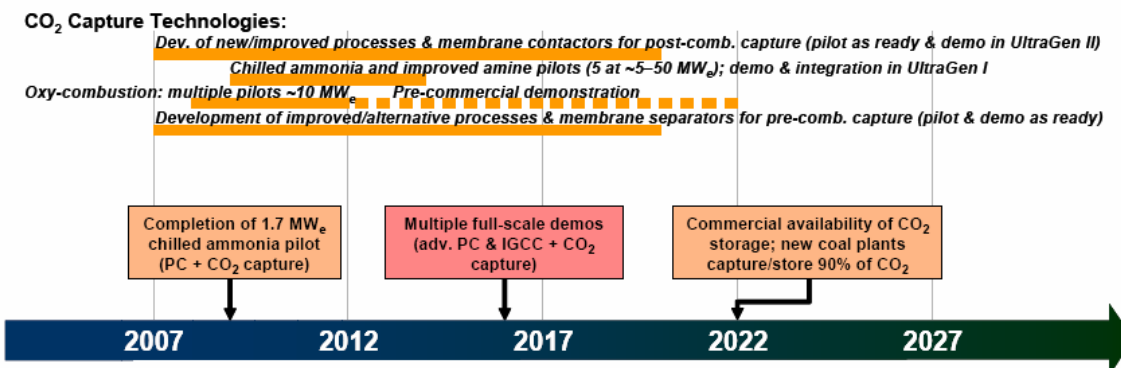 CO2 Capture Technologies:
Dev. of new/improved processes & membrane contactors for post-comb. capture (pilot as ready & demo in UltraGen II)
Chilled ammonia and improved amine pilots (5 at ~5–50 MWe); demo & integration in UltraGen I
Oxy-combustion: multiple pilots ~10 MWe Pre-commercial demonstration
Development of improved/alternative processes & membrane separators for pre-comb. capture (pilot & demo as ready)
Completion of 1.7 MWe
chilled ammonia pilot
(PC + CO2 capture)
Multiple full-scale demos
(adv. PC & IGCC + CO2
capture)
Commercial availability of CO2
storage; new coal plants
capture/store 90% of CO2
2007 2012 2017 2022 2027